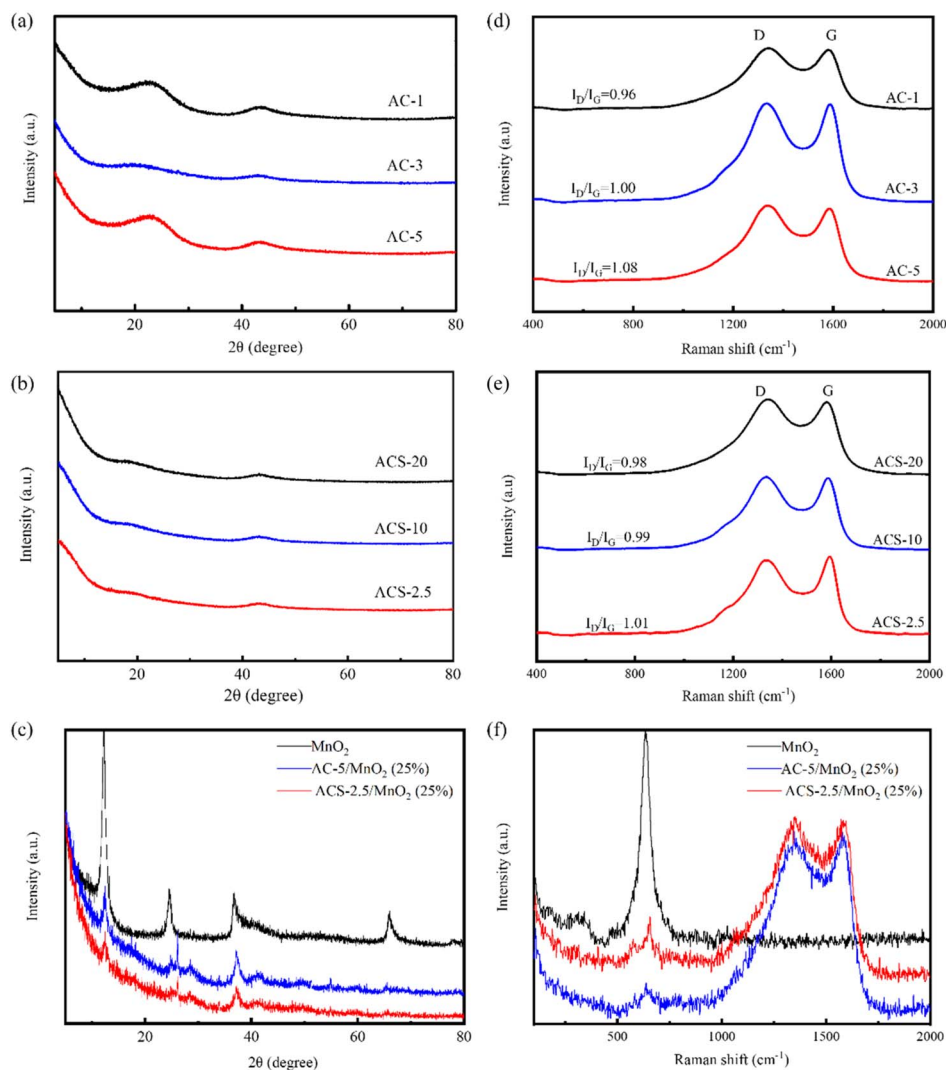 (a)
AC-1
AC-3
AC-5
Intensity (a.u.)
20
40
60
80
2θ (degree)
(d)
D
G
I_D/I_G=0.96
AC-1
I_D/I_G=1.00
AC-3
I_D/I_G=1.08
AC-5
Intensity (a.u)
400
800
1200
1600
2000
Raman shift (cm⁻¹)
(b)
ACS-20
ACS-10
ACS-2.5
Intensity (a.u.)
20
40
60
80
2θ (degree)
(e)
D
G
I_D/I_G=0.98
ACS-20
I_D/I_G=0.99
ACS-10
I_D/I_G=1.01
ACS-2.5
Intensity (a.u)
400
800
1200
1600
2000
Raman shift (cm⁻¹)
(c)
MnO₂
AC-5/MnO₂ (25%)
ACS-2.5/MnO₂ (25%)
Intensity (a.u.)
20
40
60
80
2θ (degree)
(f)
MnO₂
AC-5/MnO₂ (25%)
ACS-2.5/MnO₂ (25%)
Intensity (a.u.)
500
1000
1500
2000
Raman shift (cm⁻¹)